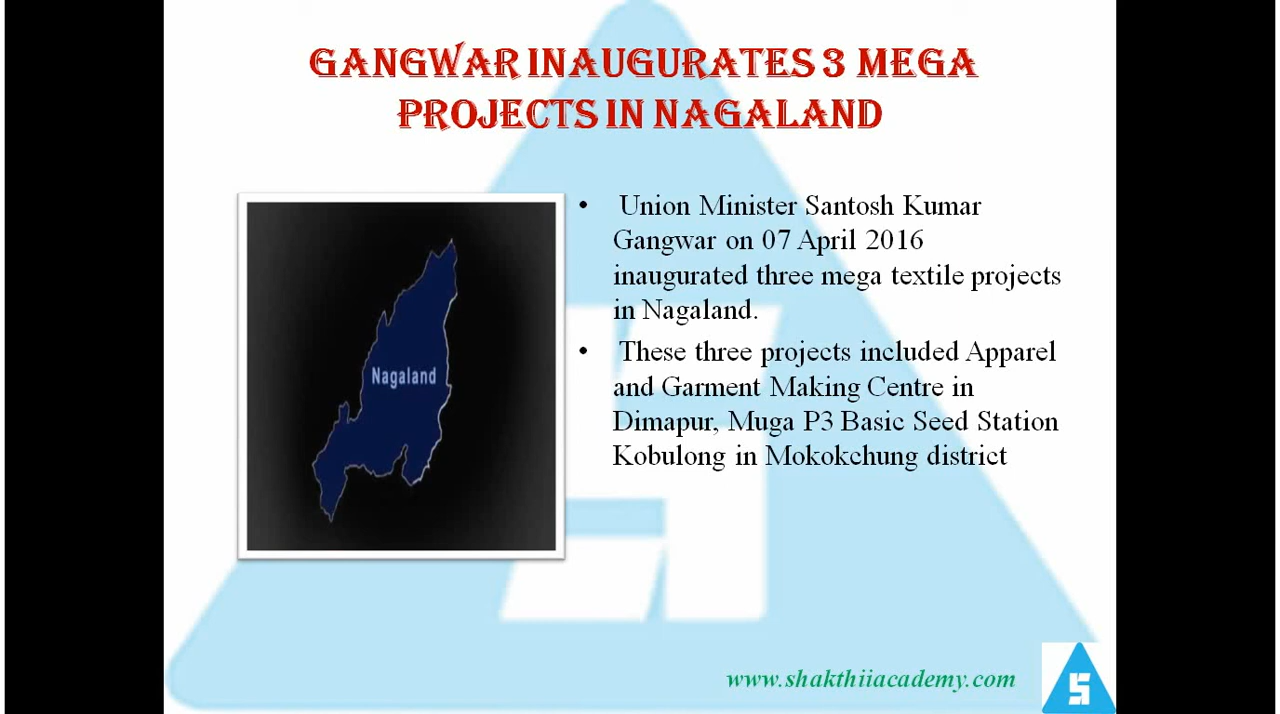 GANGWAR INAUGURATES 3 MEGA
PROJECTS IN NAGALAND
Nagaland
• Union Minister Santosh Kumar
Gangwar on 07 April 2016
inaugurated three mega textile projects
in Nagaland.
• These three projects included Apparel
and Garment Making Centre in
Dimapur, Muga P3 Basic Seed Station
Kobulong in Mokokchung district
www.shakthiiacademy.com
S